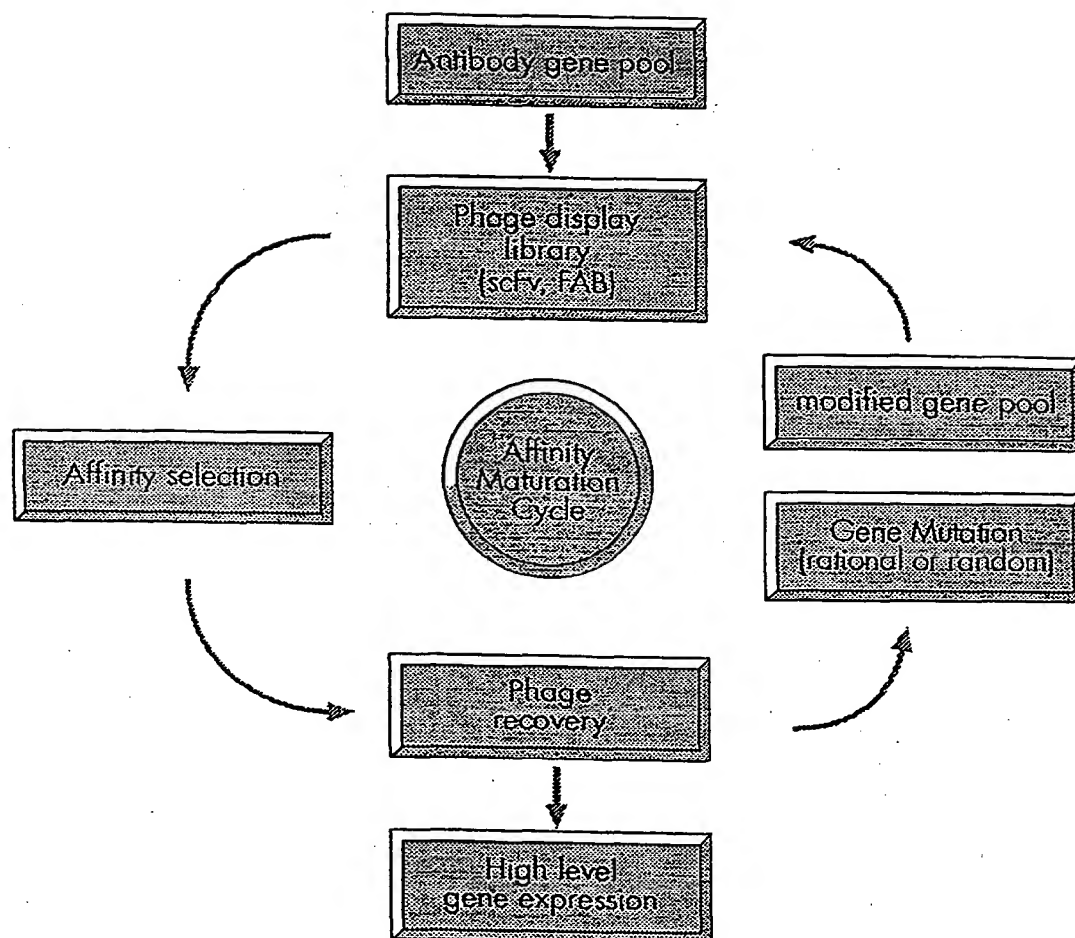 Antibody gene pool
Phage display
library
(scFv, FAB)
modified gene pool
Affinity selection
Affinity
Maturation
Cycle
Gene Mutation
(rational or random)
Phage
recovery
High level
gene expression